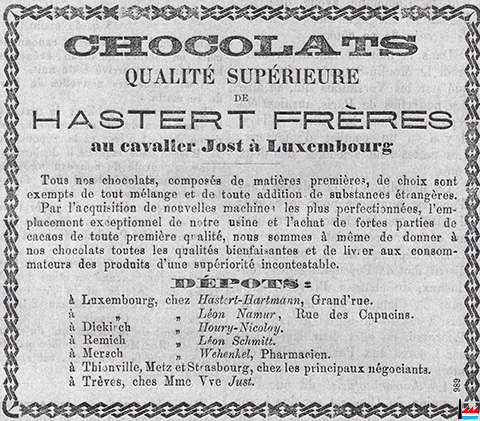 CHOCOLATS
QUALITÉ SUPÉRIEURE
DE
HASTERT FRÈRES
au cavalier Jost à Luxembourg
Tous nos chocolats, composés de matières premières, de choix sont
exempts de tout mélange et de toute addition de substances étrangères.
Par l'acquisition de nouvelles machines les plus perfectionnées, l'em-
placement exceptionnel de notre usine et l'achat de fortes parties de
cacaos de toute première qualité, nous sommes à même de donner à
nos chocolats toutes les qualités bienfaisantes et de livrer aux consom-
mateurs des produits d'une supériorité incontestable.
DÉPOTS:
à Luxembourg, chez Hastert-Hartmann, Grand'rue.
à „ „ Léon Namur, Rue des Capucins.
à Diekirch „ Houry-Nicolay.
à Remich „ Léon Schmitt.
à Mersch „ Wehenkel, Pharmacien.
à Thionville, Metz et Strasbourg, chez les principaux négociants.
à Trèves, chez Mme Vve Just.
989